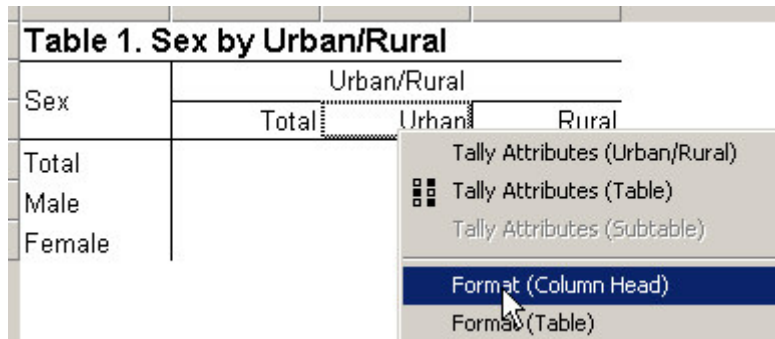 Table 1. Sex by Urban/Rural
Urban/Rural
Sex
Total Urban Rural
Total
Male
Female
Tally Attributes (Urban/Rural)
Tally Attributes (Table)
Tally Attributes (Subtable)
Format (Column Head)
Format (Table)